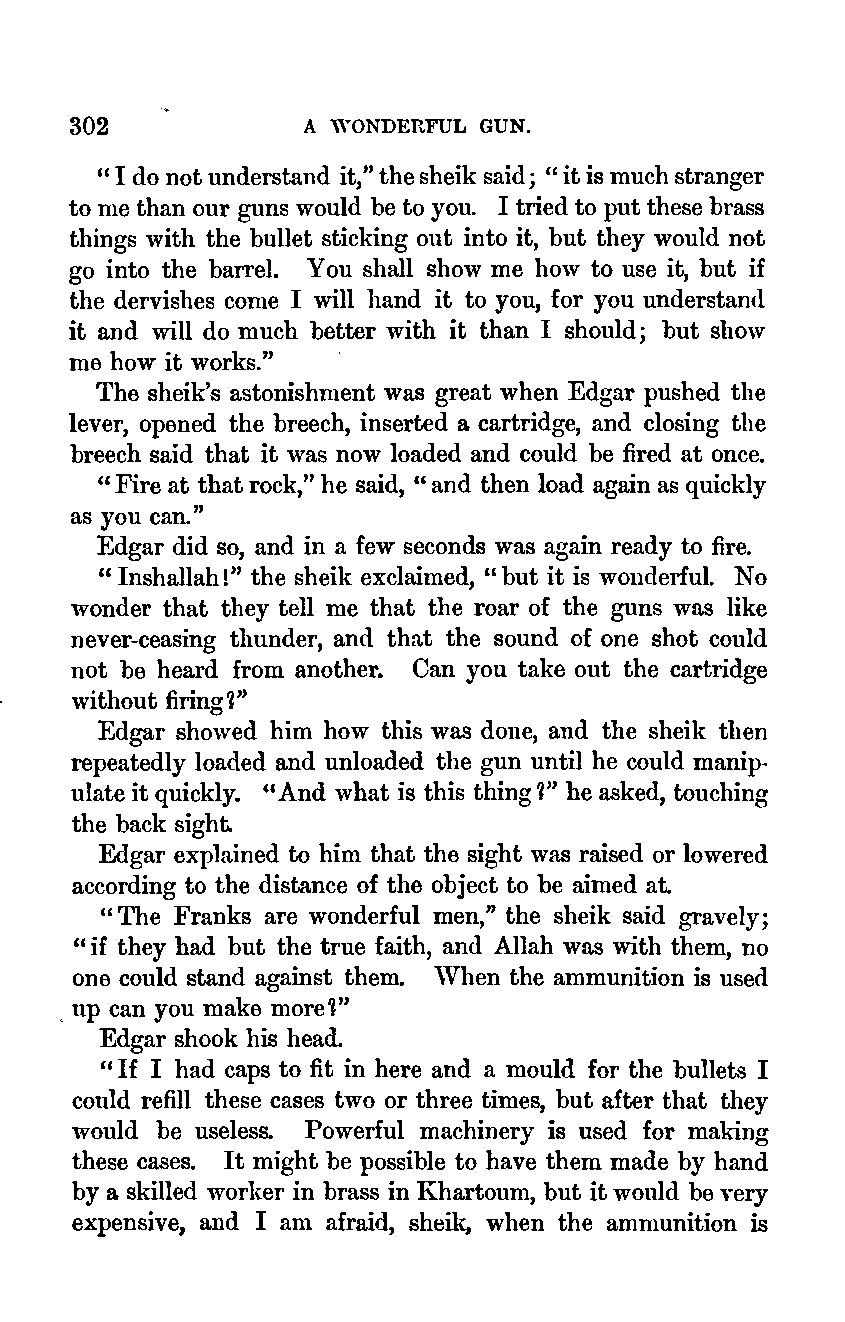 302 A WONDERFUL GUN.
"I do not understand it," the sheik said; "it is much stranger
to me than our guns would be to you. I tried to put these brass
things with the bullet sticking out into it, but they would not
go into the barrel. You shall show me how to use it, but if
the dervishes come I will hand it to you, for you understand
it and will do much better with it than I should; but show
me how it works."
The sheik's astonishment was great when Edgar pushed the
lever, opened the breech, inserted a cartridge, and closing the
breech said that it was now loaded and could be fired at once.
"Fire at that rock," he said, "and then load again as quickly
as you can."
Edgar did so, and in a few seconds was again ready to fire.
"Inshallah!" the sheik exclaimed, "but it is wonderful. No
wonder that they tell me that the roar of the guns was like
never-ceasing thunder, and that the sound of one shot could
not be heard from another. Can you take out the cartridge
without firing?"
Edgar showed him how this was done, and the sheik then
repeatedly loaded and unloaded the gun until he could manip-
ulate it quickly. "And what is this thing?" he asked, touching
the back sight.
Edgar explained to him that the sight was raised or lowered
according to the distance of the object to be aimed at.
"The Franks are wonderful men," the sheik said gravely;
"if they had but the true faith, and Allah was with them, no
one could stand against them. When the ammunition is used
up can you make more?"
Edgar shook his head.
"If I had caps to fit in here and a mould for the bullets I
could refill these cases two or three times, but after that they
would be useless. Powerful machinery is used for making
these cases. It might be possible to have them made by hand
by a skilled worker in brass in Khartoum, but it would be very
expensive, and I am afraid, sheik, when the ammunition is